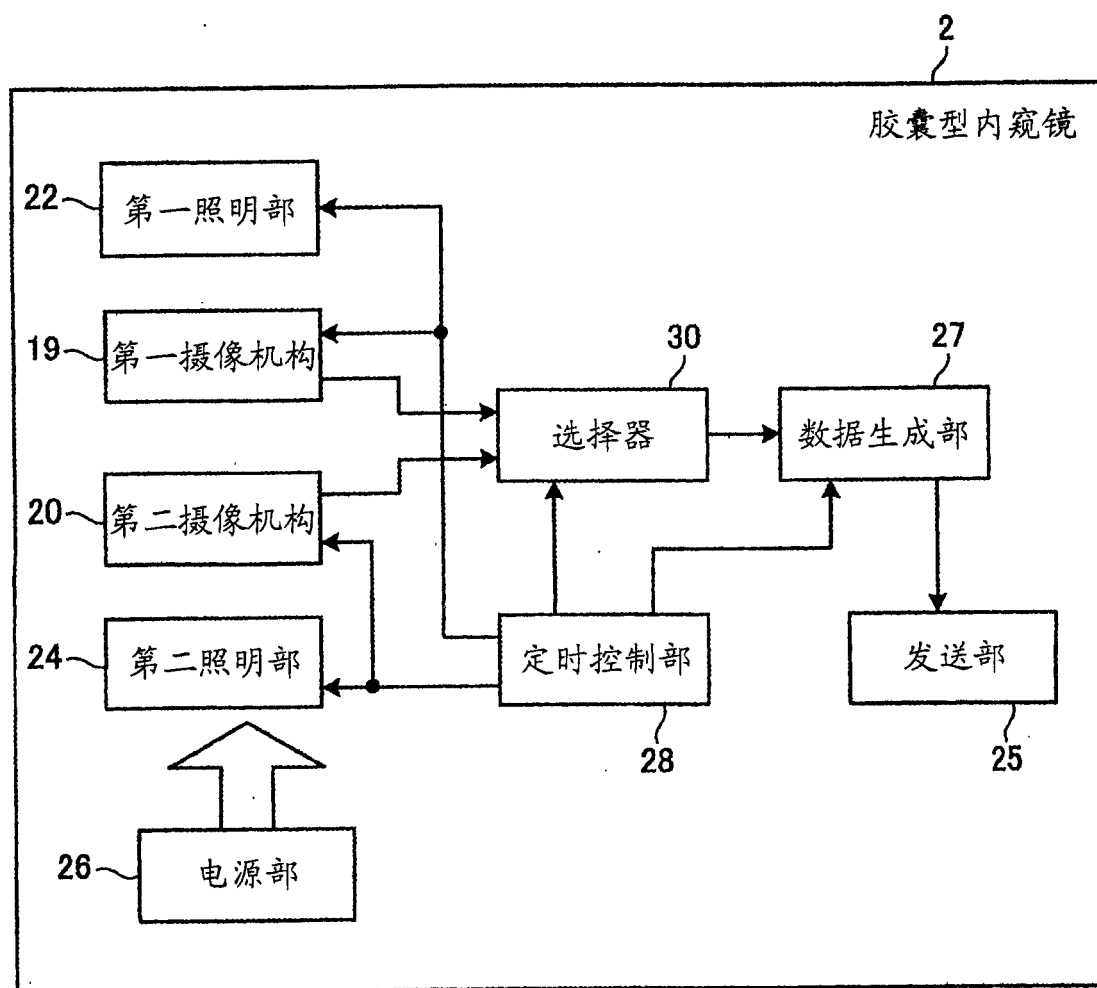 2
胶囊型内窥镜
22 第一照明部
19 第一摄像机构
30
选择器
27
数据生成部
20 第二摄像机构
24 第二照明部
定时控制部
28
发送部
25
26 电源部